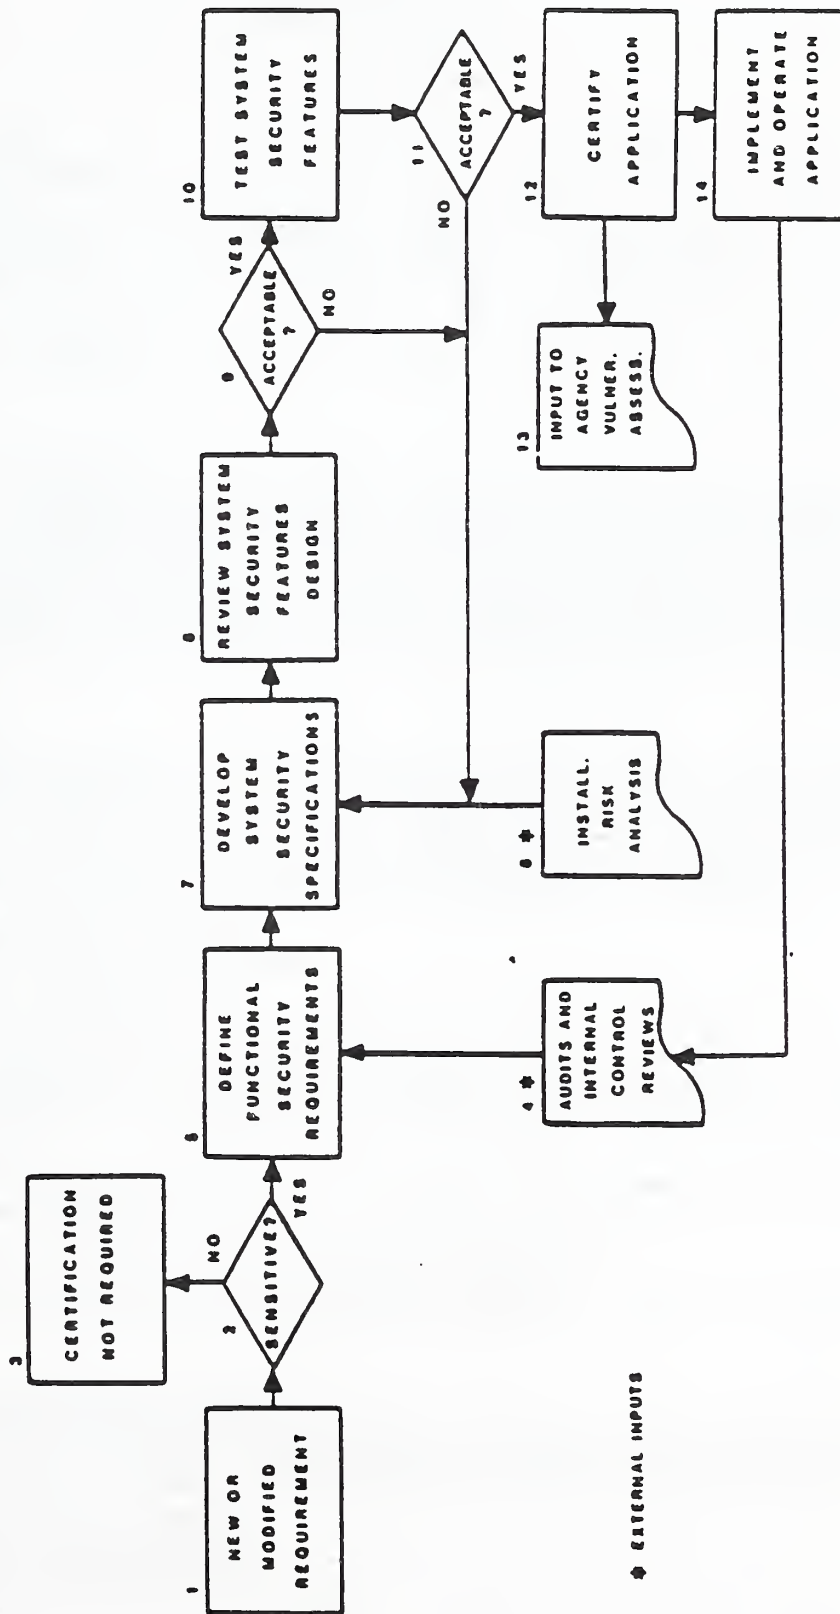 1
NEW OR
MODIFIED
REQUIREMENT
2
SENSITIVE?
NO
YES
3
CERTIFICATION
NOT REQUIRED
4 *
AUDITS AND
INTERNAL
CONTROL
REVIEWS
5
DEFINE
FUNCTIONAL
SECURITY
REQUIREMENTS
6 *
INSTALL.
RISK
ANALYSIS
7
DEVELOP
SYSTEM
SECURITY
SPECIFICATIONS
8
REVIEW SYSTEM
SECURITY
FEATURES
DESIGN
9
ACCEPTABLE
?
YES
NO
10
TEST SYSTEM
SECURITY
FEATURES
11
ACCEPTABLE
?
NO
YES
12
CERTIFY
APPLICATION
13
INPUT TO
AGENCY
VULNER.
ASSESS.
14
IMPLEMENT
AND OPERATE
APPLICATION
* EXTERNAL INPUTS